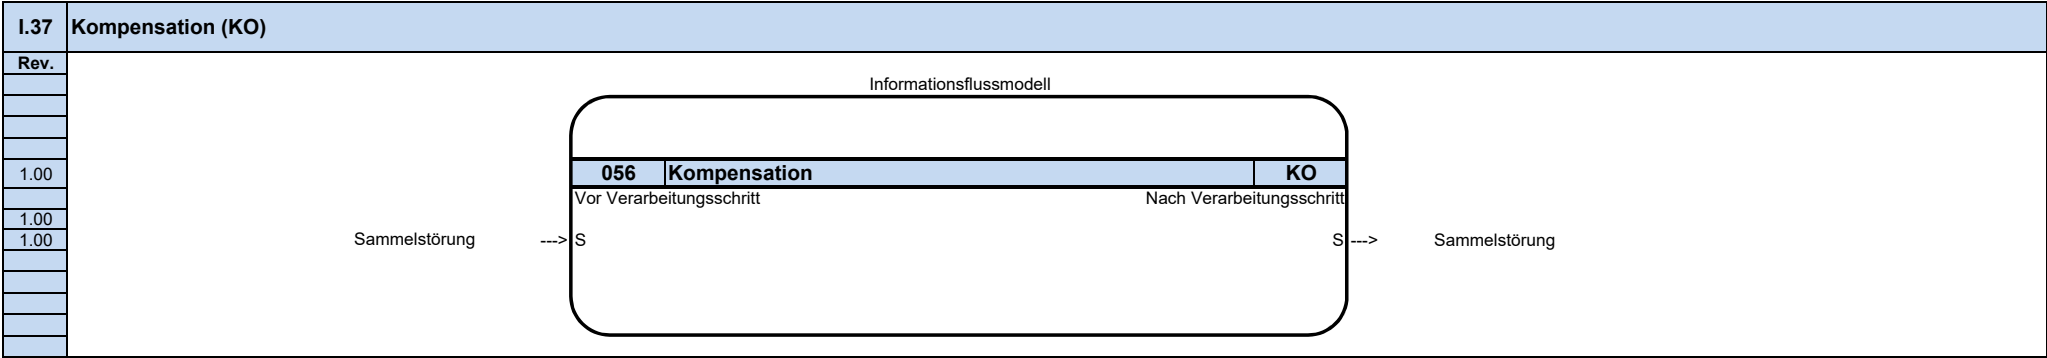 I.37 Kompensation (KO)
Rev.
Informationsflussmodell
1.00 056 Kompensation KO
Vor Verarbeitungsschritt Nach Verarbeitungsschritt
1.00
1.00 Sammelstörung ---> S S ---> Sammelstörung